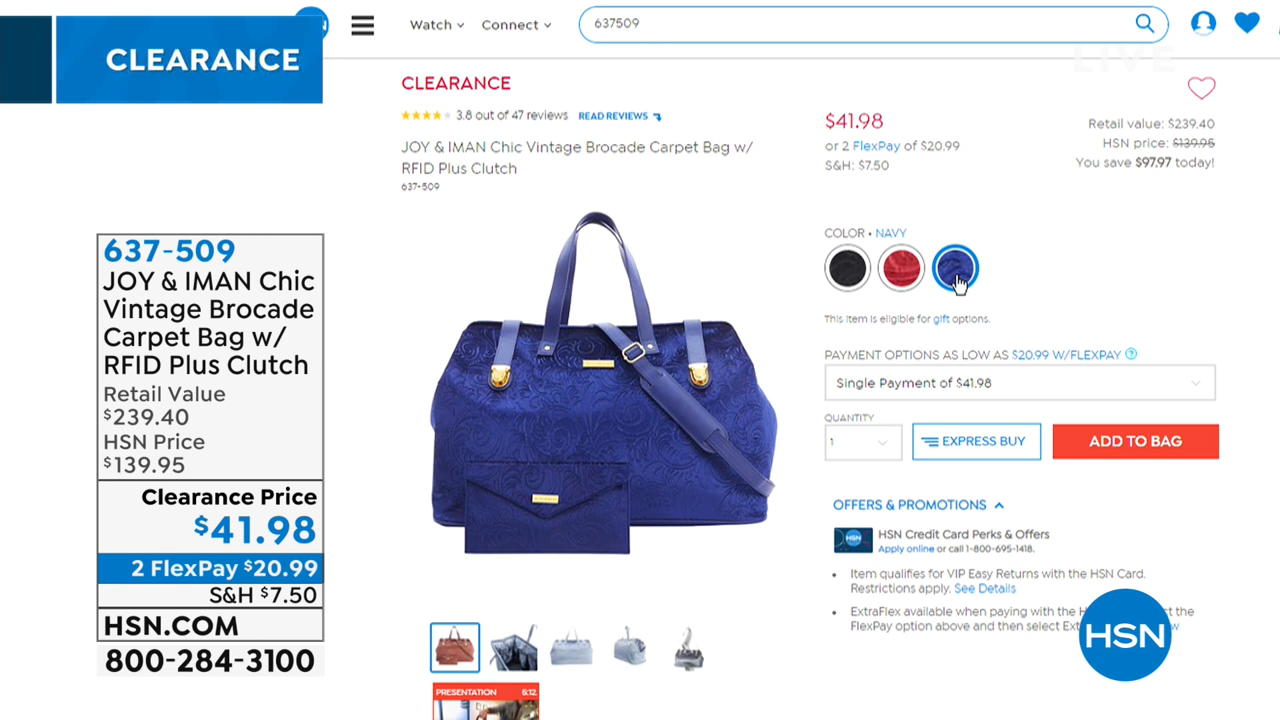 CLEARANCE
HSN
Watch
Connect
637509
LIVE
CLEARANCE
3.8 out of 47 reviews READ REVIEWS
JOY & IMAN Chic Vintage Brocade Carpet Bag w/
RFID Plus Clutch
637-509
$41.98
or 2 FlexPay of $20.99
S&H: $7.50
Retail value: $239.40
HSN price: $139.95
You save $97.97 today!
COLOR • NAVY
This item is eligible for gift options.
PAYMENT OPTIONS AS LOW AS $20.99 W/FLEXPAY ?
Single Payment of $41.98
QUANTITY
1
EXPRESS BUY
ADD TO BAG
OFFERS & PROMOTIONS
HSN
HSN Credit Card Perks & Offers
Apply online or call 1-800-695-1418.
• Item qualifies for VIP Easy Returns with the HSN Card.
Restrictions apply. See Details
• ExtraFlex available when paying with the
FlexPay option above and then select
HSN
PRESENTATION 5:12
637-509
JOY & IMAN Chic
Vintage Brocade
Carpet Bag w/
RFID Plus Clutch
Retail Value
$239.40
HSN Price
$139.95
Clearance Price
$41.98
2 FlexPay $20.99
S&H $7.50
HSN.COM
800-284-3100